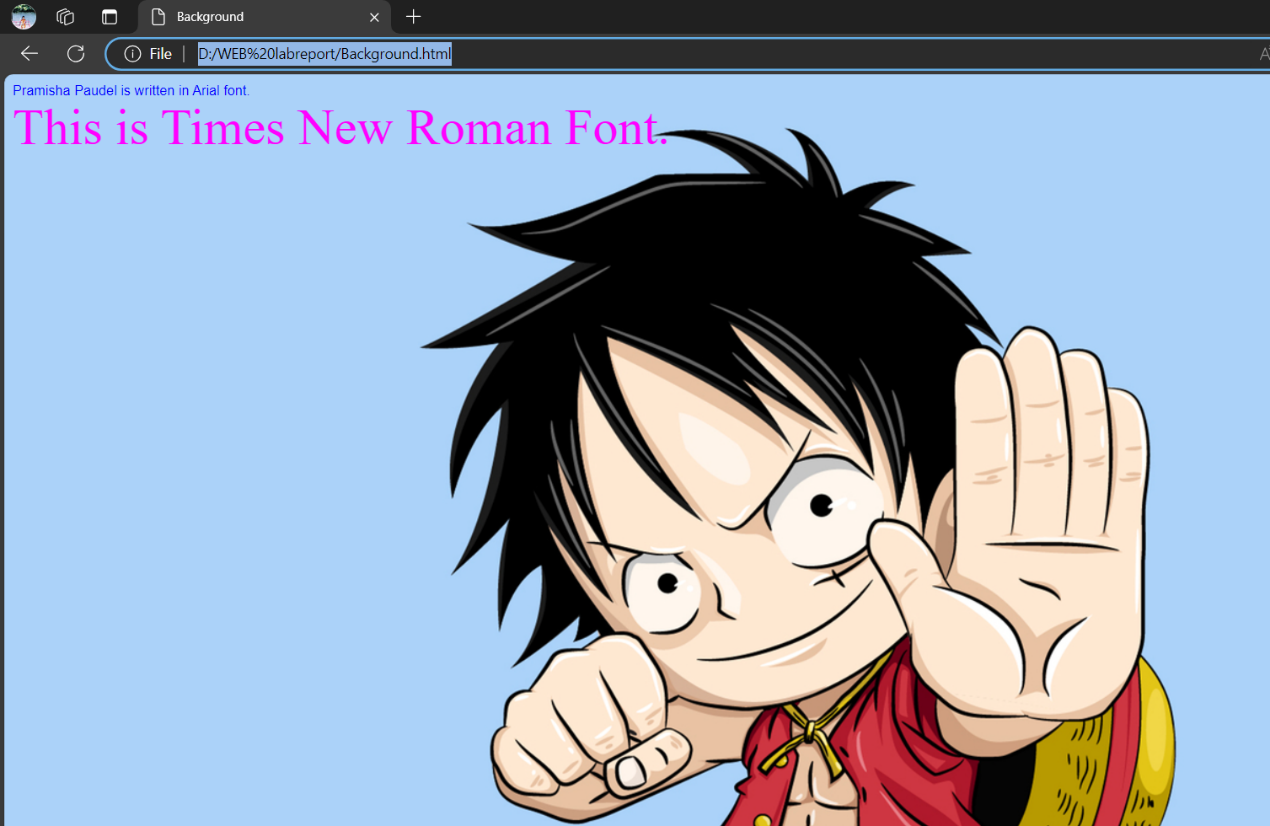 Background
File
D:/WEB%20labreport/Background.html
Pramisha Paudel is written in Arial font.
This is Times New Roman Font.